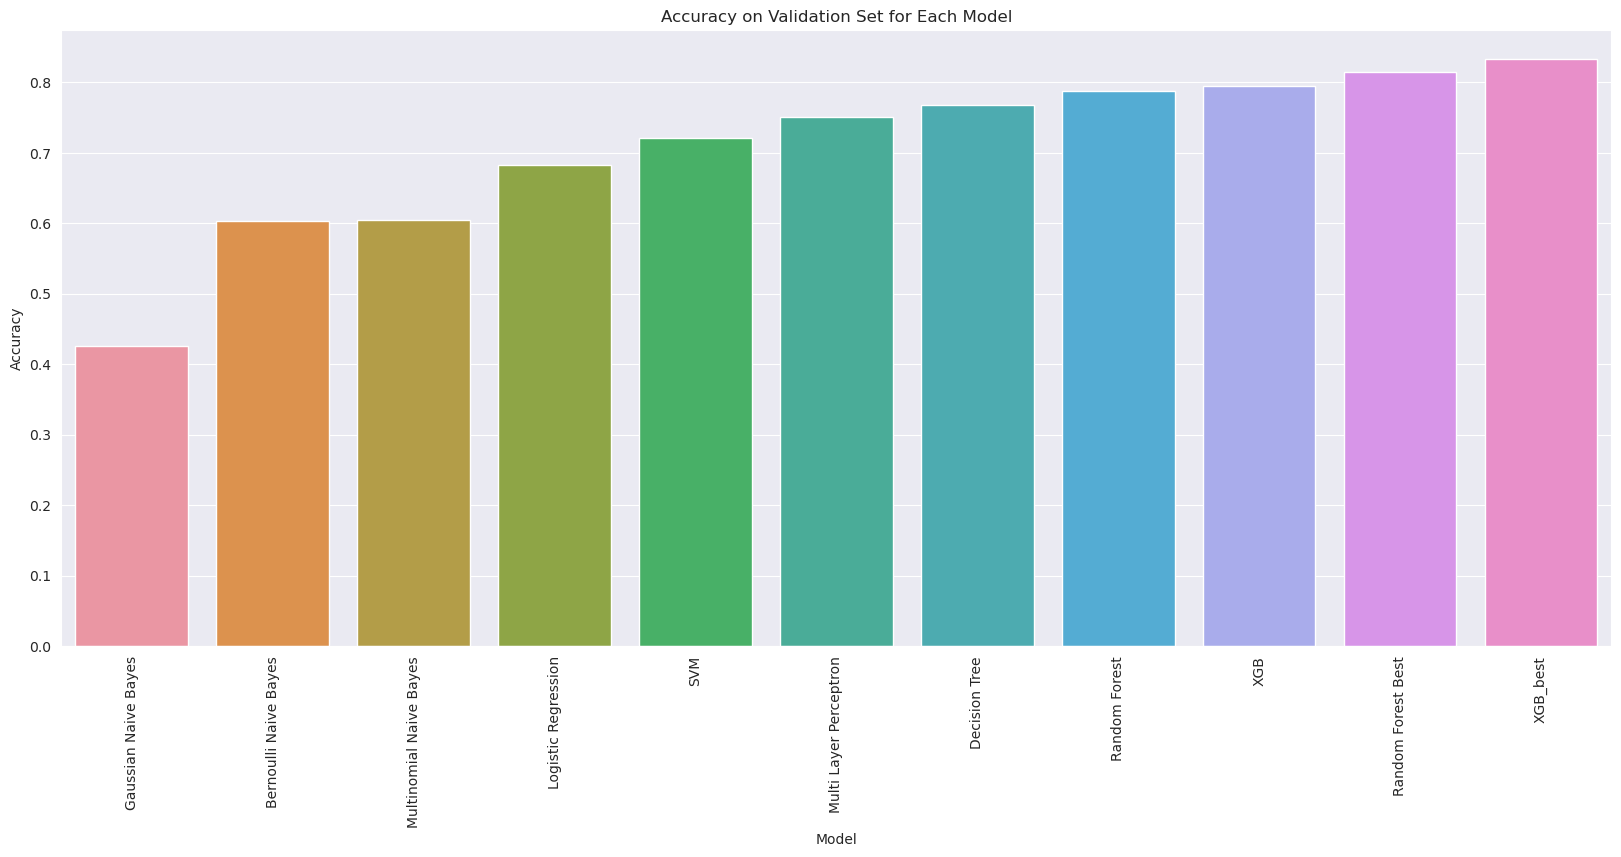 Accuracy on Validation Set for Each Model
Accuracy
0.8
0.7
0.6
0.5
0.4
0.3
0.2
0.1
0.0
Gaussian Naive Bayes
Bernoulli Naive Bayes
Multinomial Naive Bayes
Logistic Regression
SVM
Multi Layer Perceptron
Decision Tree
Random Forest
XGB
Random Forest Best
XGB_best
Model